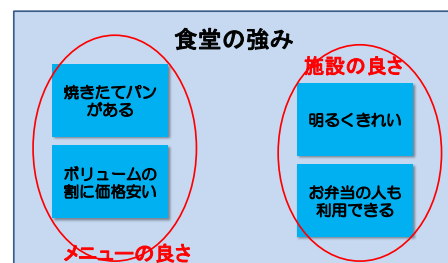 食堂の強み
焼きたてパン
がある
ボリュームの
割に価格安い
メニューの良さ
施設の良さ
明るくきれい
お弁当の人も
利用できる